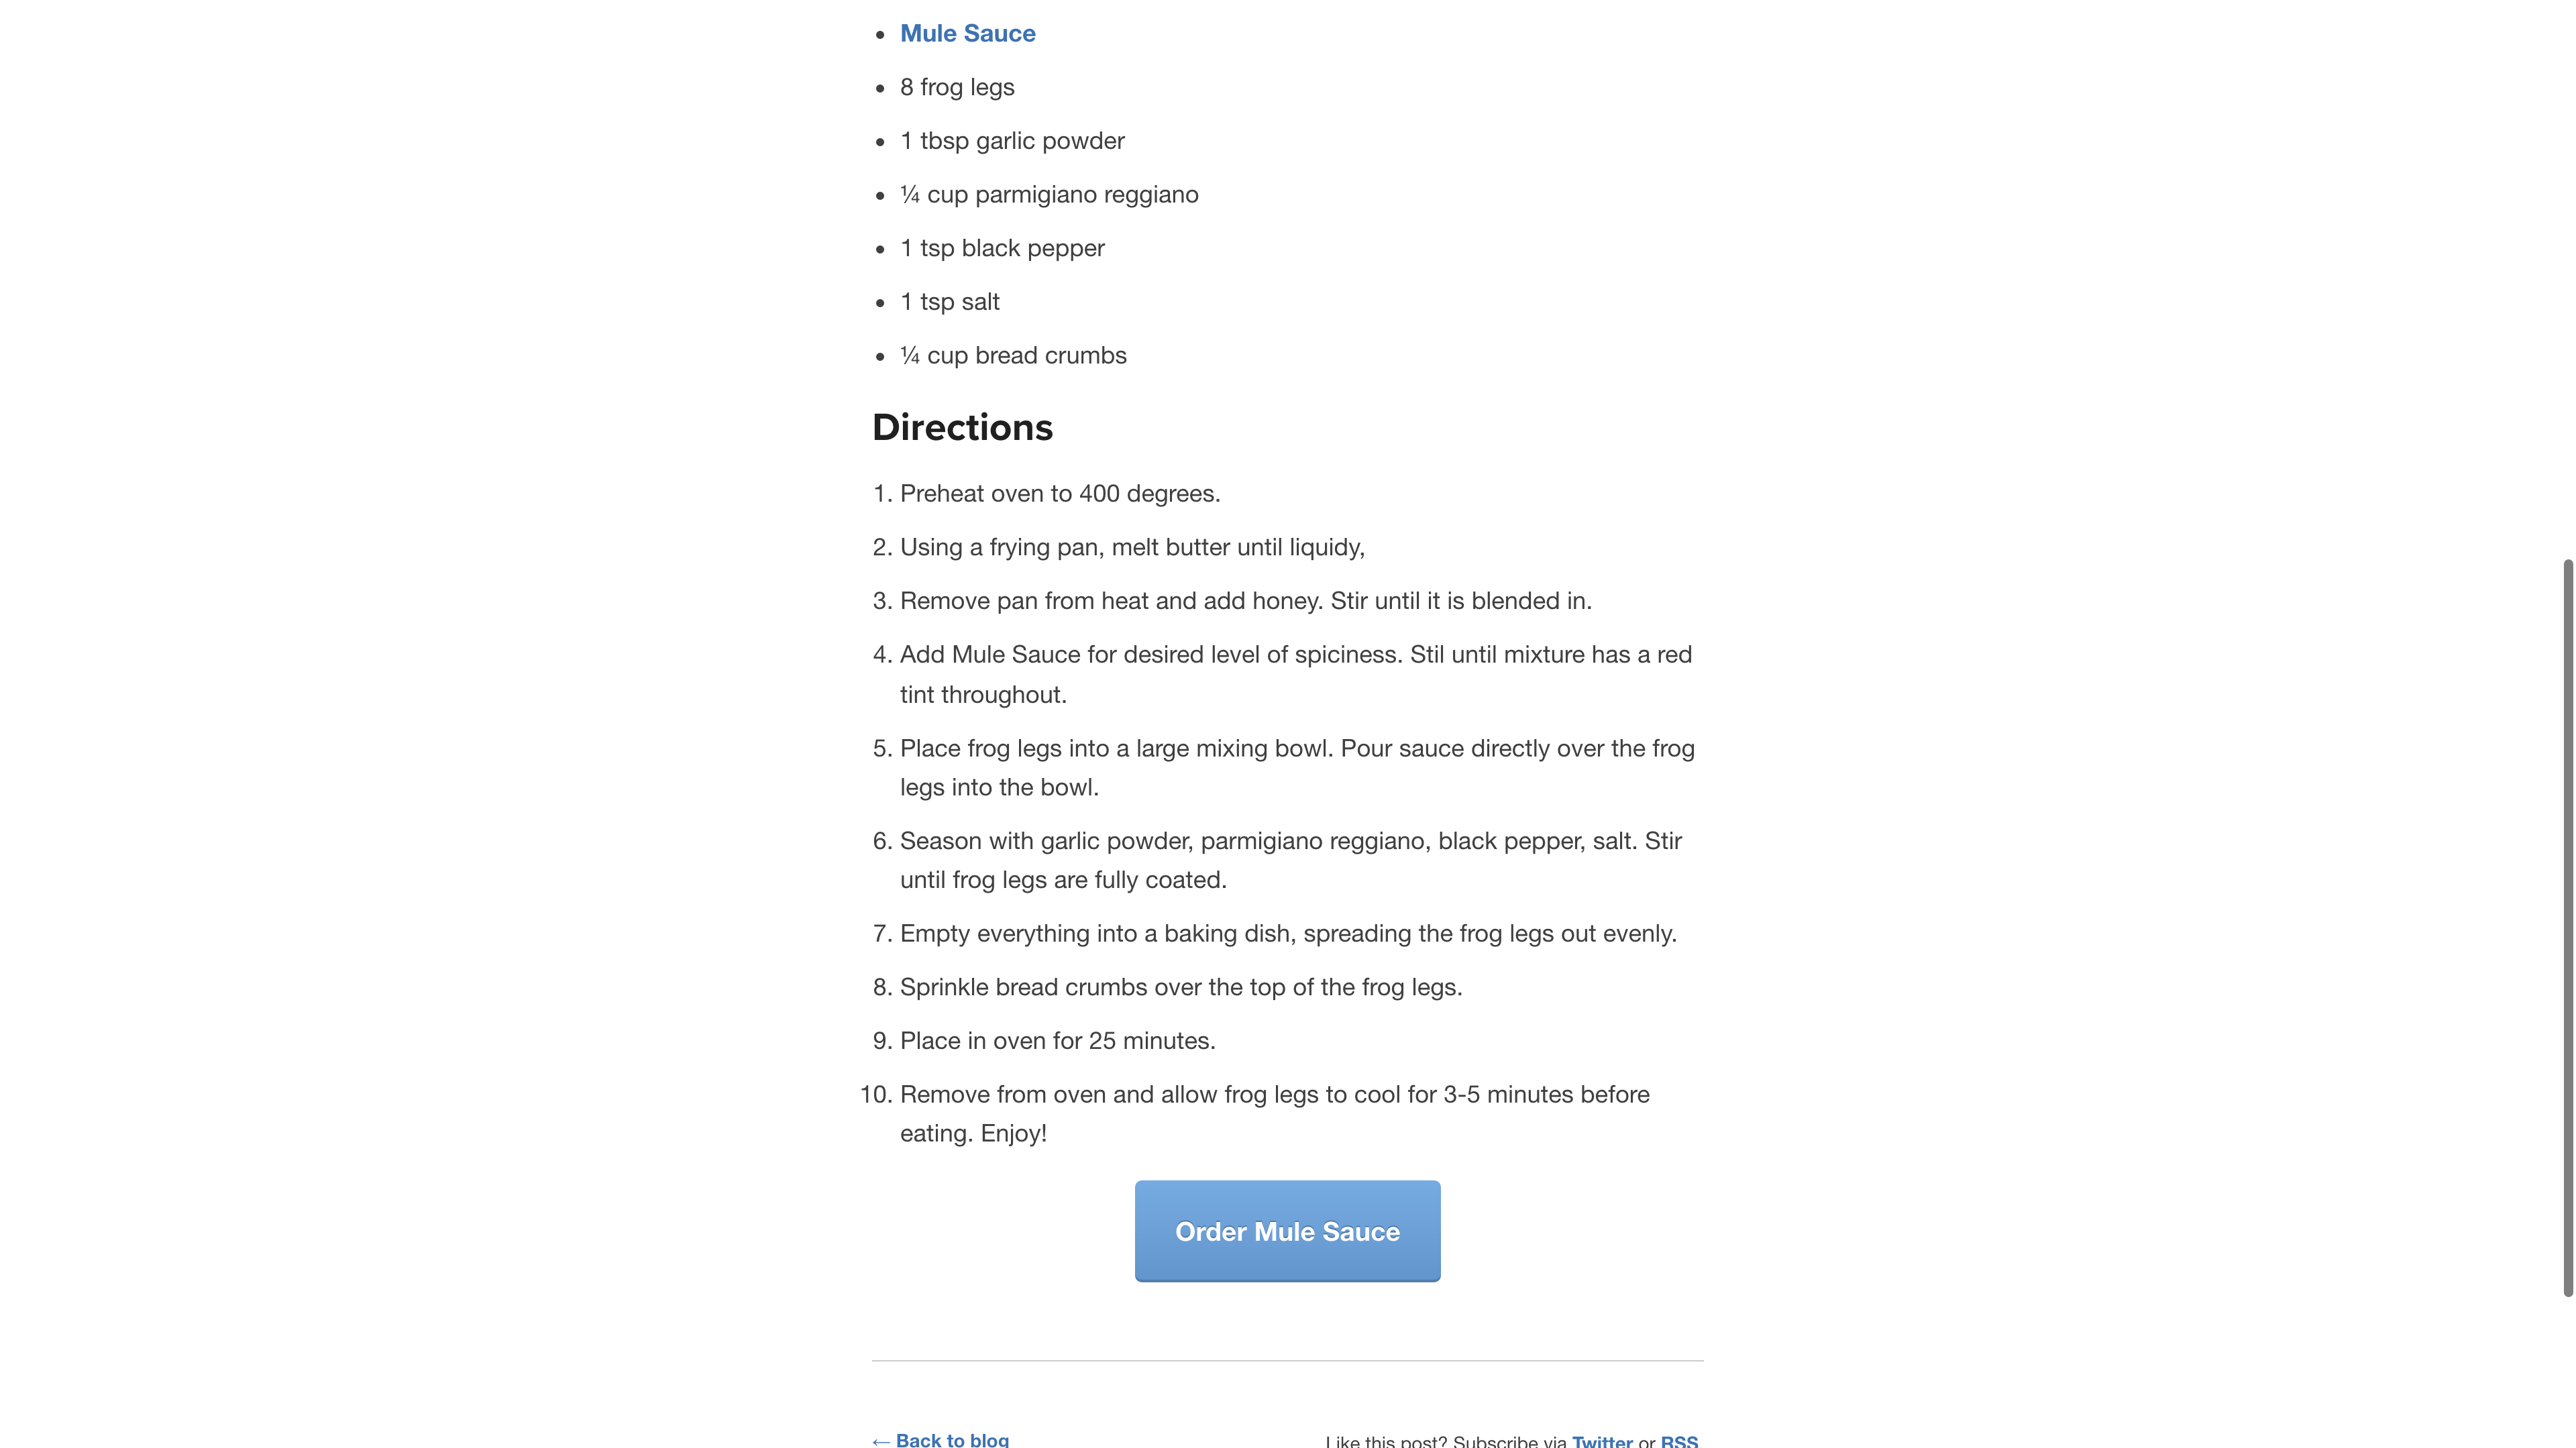 • Mule Sauce
• 8 frog legs
• 1 tbsp garlic powder
• ¼ cup parmigiano reggiano
• 1 tsp black pepper
• 1 tsp salt
• ¼ cup bread crumbs
Directions
1. Preheat oven to 400 degrees.
2. Using a frying pan, melt butter until liquidy,
3. Remove pan from heat and add honey. Stir until it is blended in.
4. Add Mule Sauce for desired level of spiciness. Stil until mixture has a red
tint throughout.
5. Place frog legs into a large mixing bowl. Pour sauce directly over the frog
legs into the bowl.
6. Season with garlic powder, parmigiano reggiano, black pepper, salt. Stir
until frog legs are fully coated.
7. Empty everything into a baking dish, spreading the frog legs out evenly.
8. Sprinkle bread crumbs over the top of the frog legs.
9. Place in oven for 25 minutes.
10. Remove from oven and allow frog legs to cool for 3-5 minutes before
eating. Enjoy!
Order Mule Sauce
← Back to blog
Like this post? Subscribe via Twitter or RSS